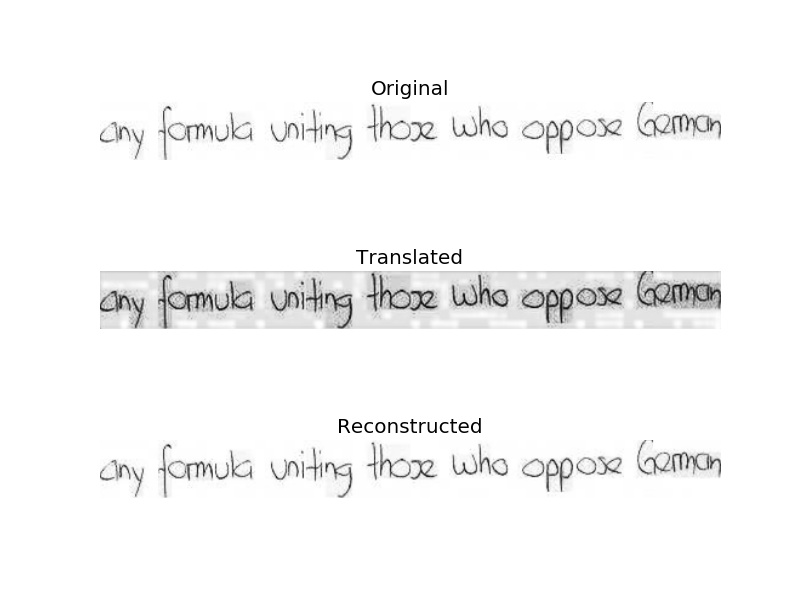 Original
any formula uniting those who oppose German
Translated
any formula uniting those who oppose German
Reconstructed
any formula uniting those who oppose German